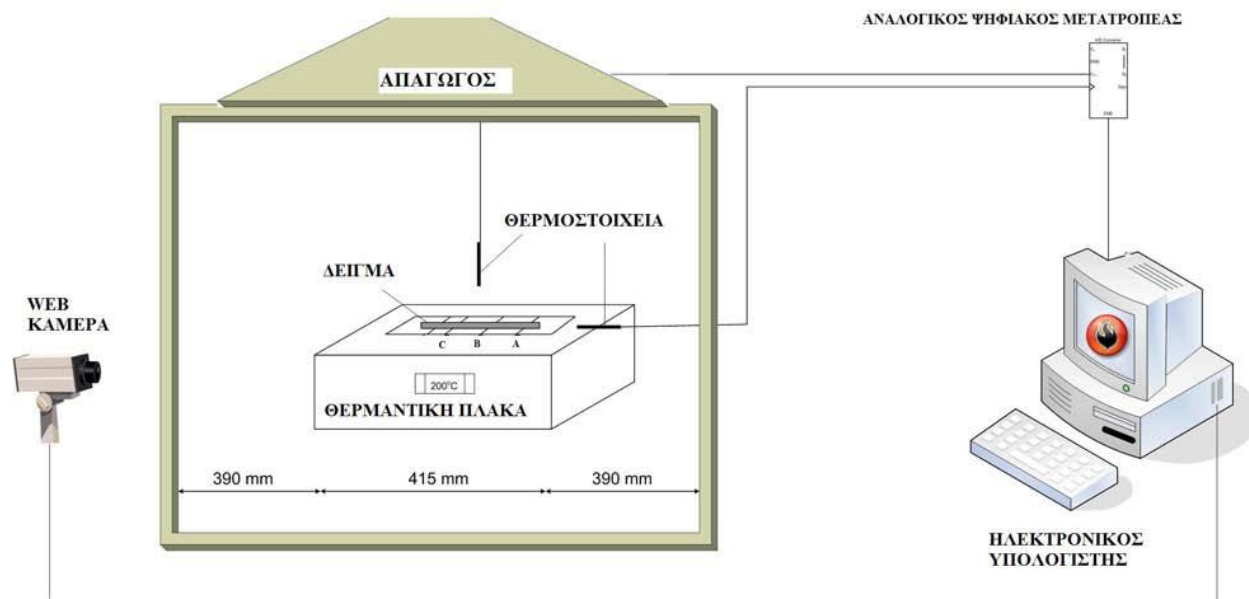 ΑΝΑΛΟΓΙΚΟΣ ΨΗΦΙΑΚΟΣ ΜΕΤΑΤΡΟΠΕΑΣ
ΑΠΑΓΩΓΟΣ
ΘΕΡΜΟΣΤΟΙΧΕΙΑ
ΔΕΙΓΜΑ
WEB
ΚΑΜΕΡΑ
C B A
200°C
ΘΕΡΜΑΝΤΙΚΗ ΠΛΑΚΑ
390 mm 415 mm 390 mm
ΗΛΕΚΤΡΟΝΙΚΟΣ
ΥΠΟΛΟΓΙΣΤΗΣ